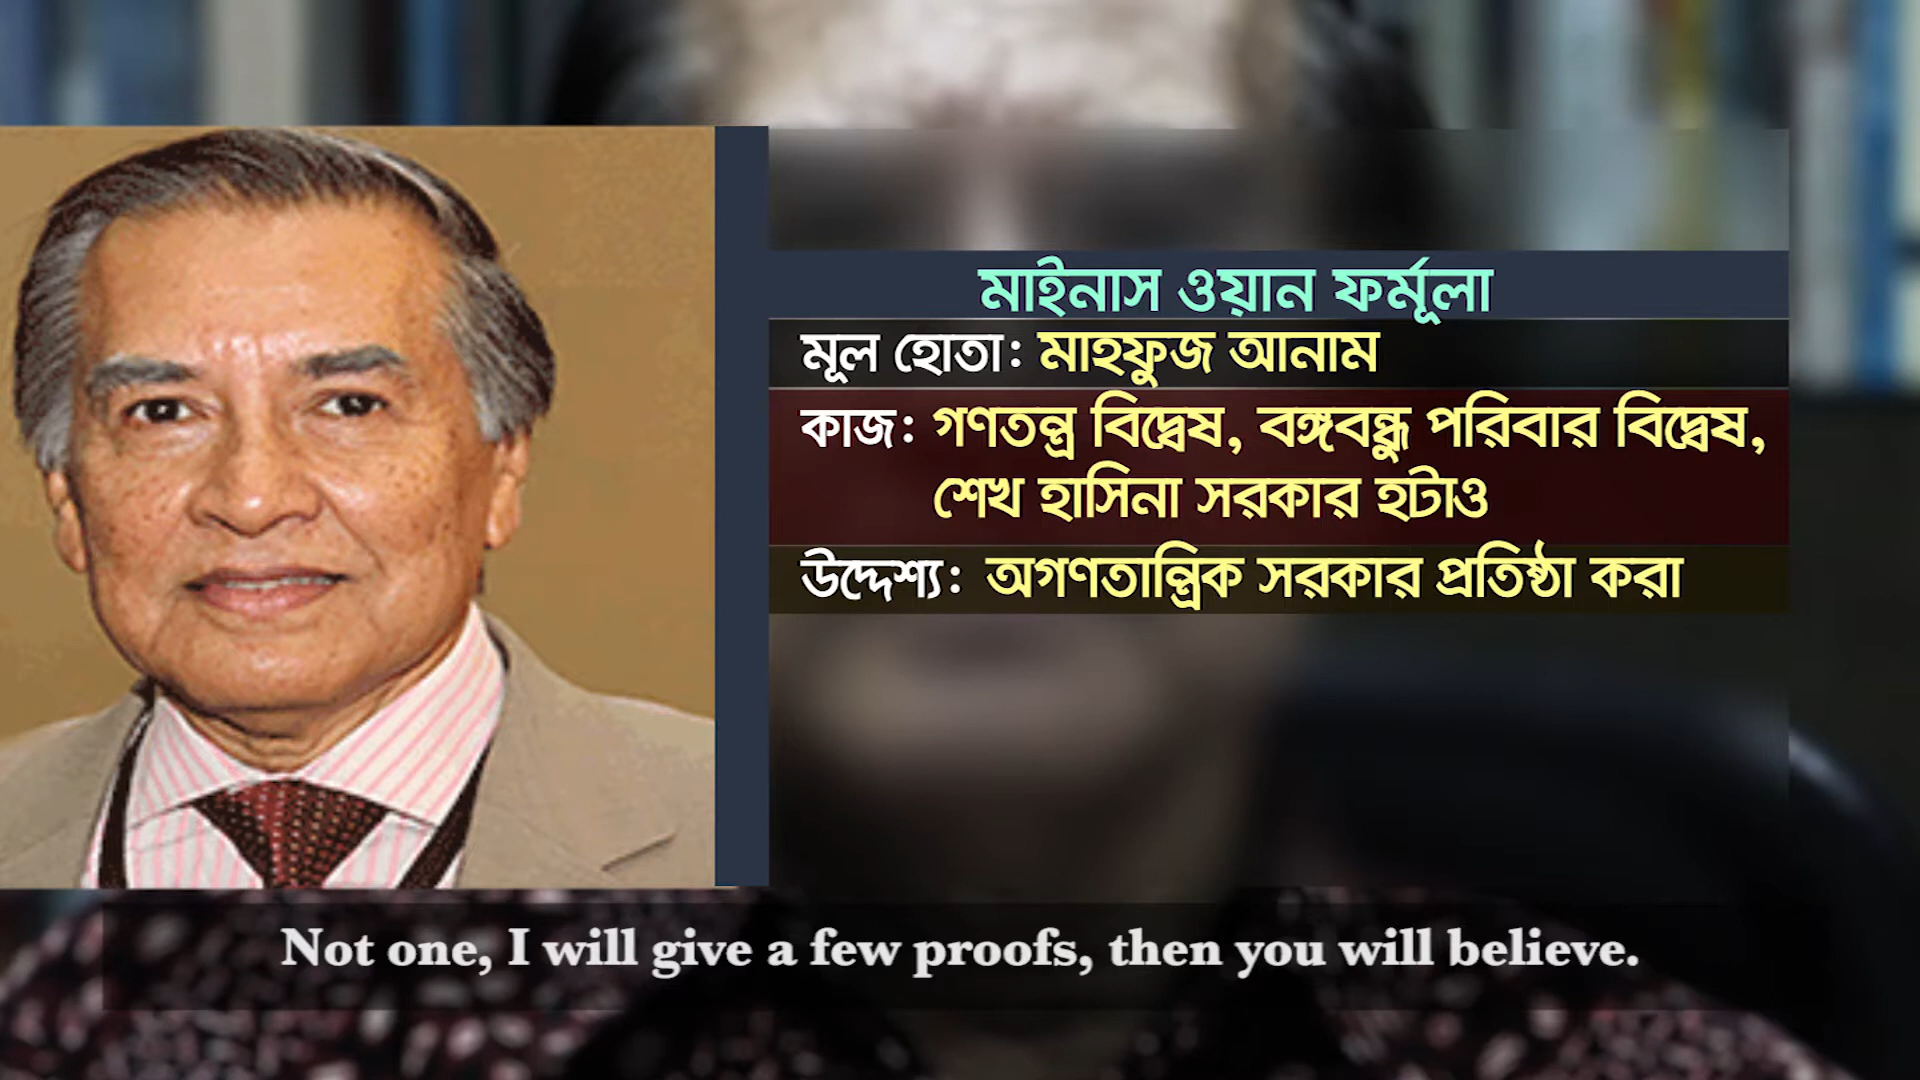 মাইনাস ওয়ান ফর্মূলা
মূল হোতা: মাহফুজ আনাম
কাজ: গণতন্ত্র বিদ্বেষ, বঙ্গবন্ধু পরিবার বিদ্বেষ,
শেখ হাসিনা সরকার হটাও
উদ্দেশ্য: অগণতান্ত্রিক সরকার প্রতিষ্ঠা করা
Not one, I will give a few proofs, then you will believe.